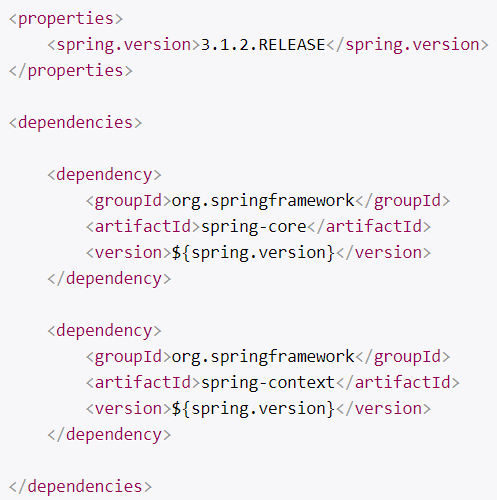 <properties>
    <spring.version>3.1.2.RELEASE</spring.version>
</properties>

<dependencies>

    <dependency>
        <groupId>org.springframework</groupId>
        <artifactId>spring-core</artifactId>
        <version>${spring.version}</version>
    </dependency>

    <dependency>
        <groupId>org.springframework</groupId>
        <artifactId>spring-context</artifactId>
        <version>${spring.version}</version>
    </dependency>

</dependencies>